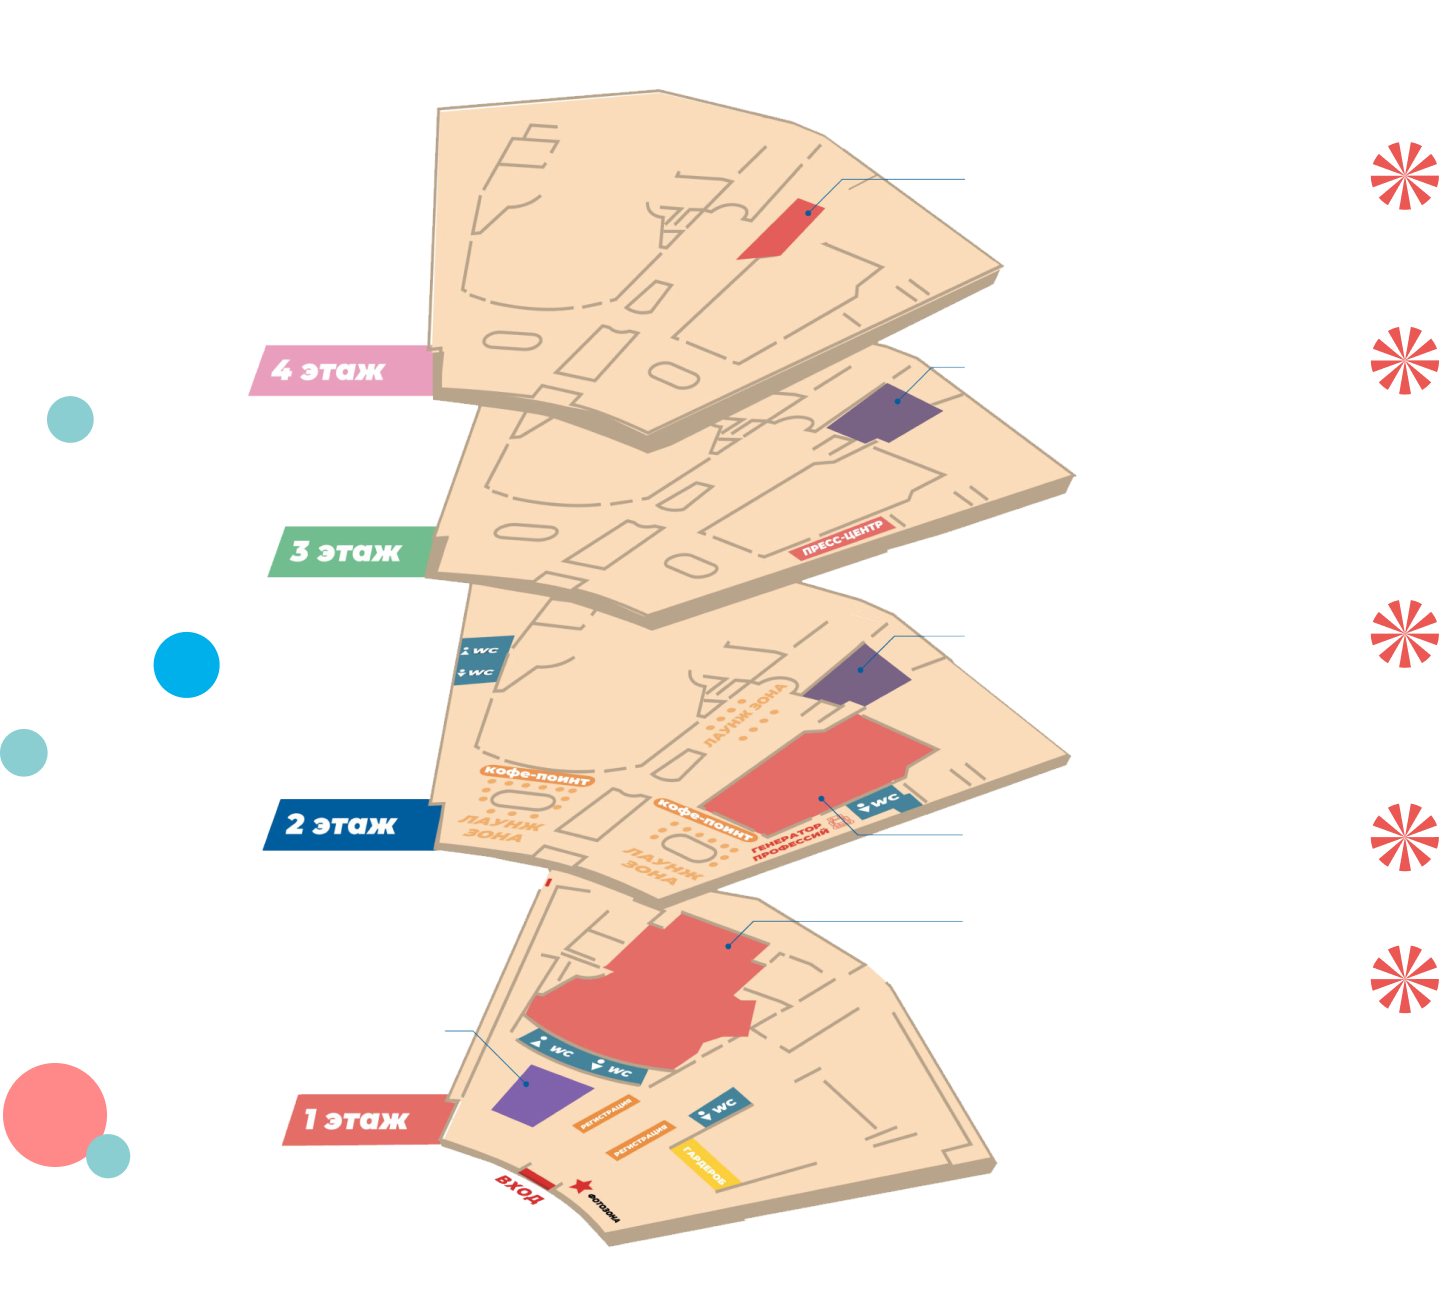 4 этаж
3 этаж
ПРЕСС-ЦЕНТР
WC
WC
ЛАУНЖ ЗОНА
кофе-поинт
ЛАУНЖ
ЗОНА
кофе-поинт
ЛАУНЖ
ЗОНА
WC
ГЕНЕРАТОР
ПРОФЕССИЙ
2 этаж
WC
WC
WC
РЕГИСТРАЦИЯ
РЕГИСТРАЦИЯ
ГАРДЕРОБ
1 этаж
ВХОД
ФОТОЗОНА